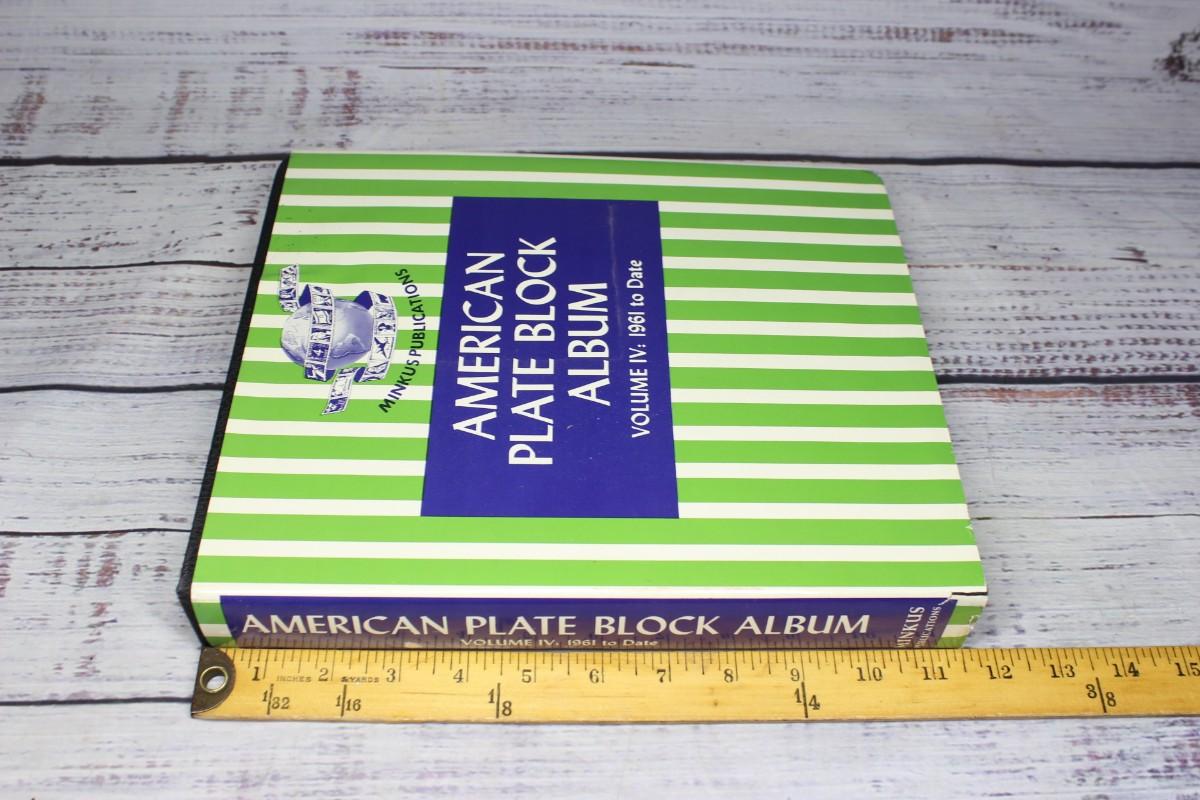 AMERICAN
PLATE BLOCK
ALBUM
VOLUME IV: 1961 to Date
MINKUS PUBLICATIONS
AMERICAN PLATE BLOCK ALBUM
VOLUME IV: 1961 to Date
MINKUS
PUBLICATIONS
1 INCHES 2 & YARDS 3 4 5 6 7 8 9 10 11 12 13 14 15
1/32 1/16 1/8 1/4 3/8